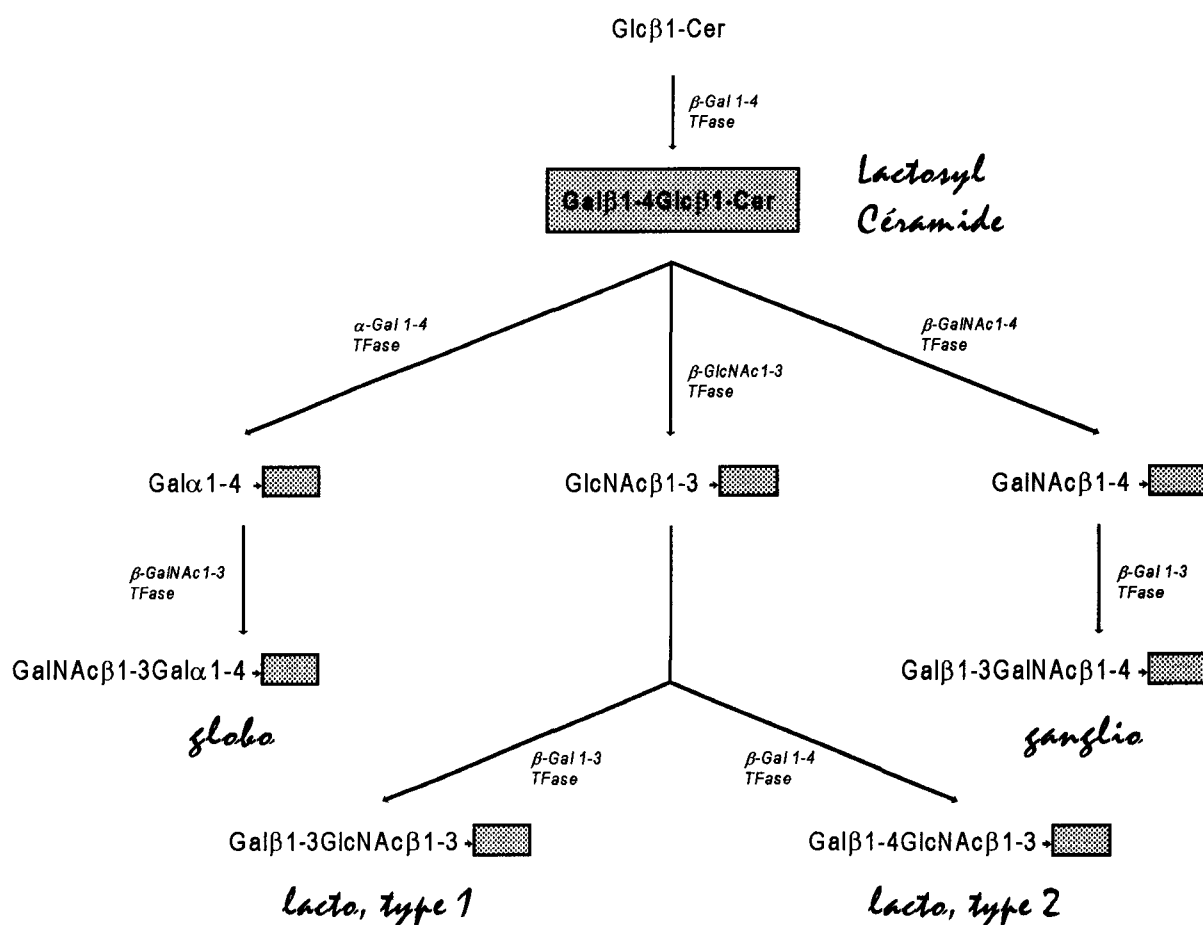 Glcβ1-Cer
β-Gal 1-4
TFase
Galβ1-4Glcβ1-Cer
Lactosyl
Céramide
α-Gal 1-4
TFase
β-GlcNAc1-3
TFase
β-GalNAc1-4
TFase
Galα1-4
GlcNAcβ1-3
GalNAcβ1-4
β-GalNAc1-3
TFase
β-Gal 1-3
TFase
GalNAcβ1-3Galα1-4
Galβ1-3GalNAcβ1-4
globo
ganglio
β-Gal 1-3
TFase
β-Gal 1-4
TFase
Galβ1-3GlcNAcβ1-3
Galβ1-4GlcNAcβ1-3
lacto, type 1
lacto, type 2